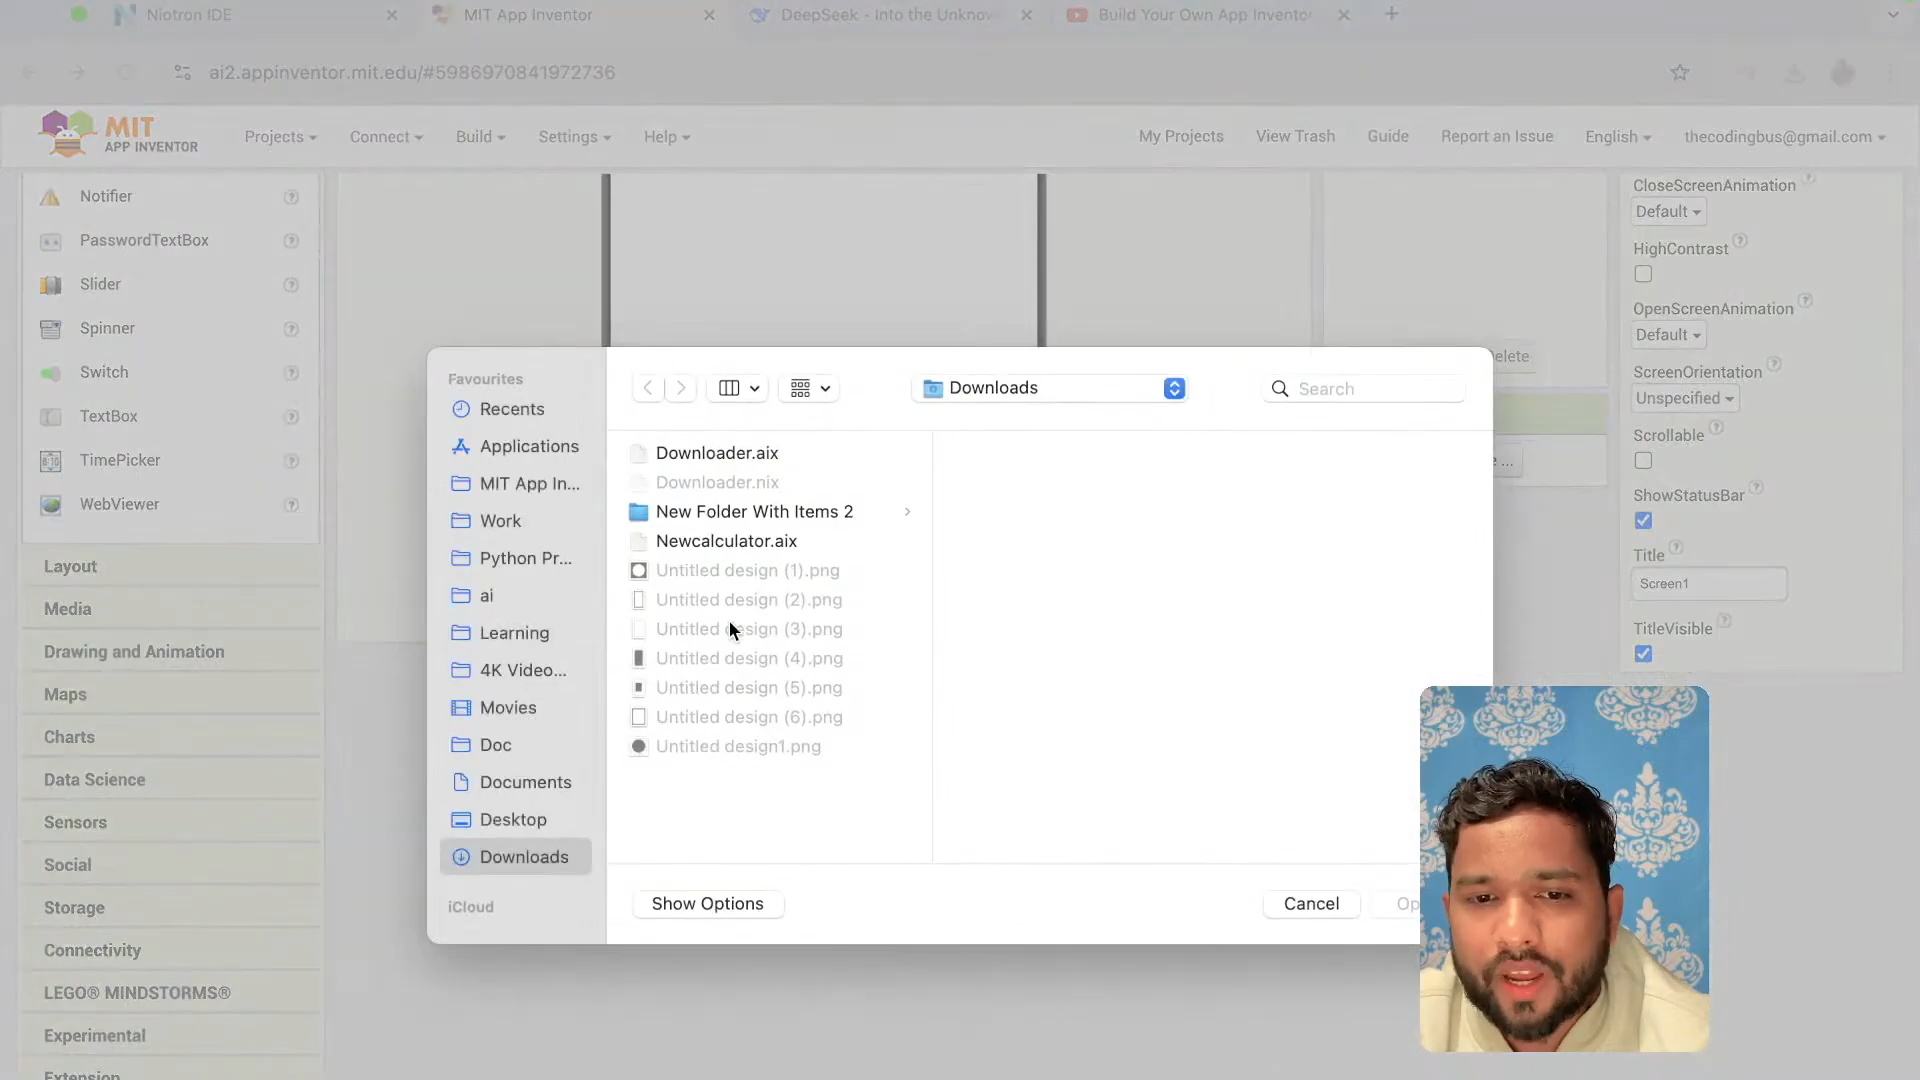 Niotron IDE
MIT App Inventor
DeepSeek - Into the Unknow
Build Your Own App Inventor
ai2.appinventor.mit.edu/#5986970841972736
MIT
APP INVENTOR
Projects
Connect
Build
Settings
Help
My Projects
View Trash
Guide
Report an Issue
English
thecodingbus@gmail.com
Notifier
PasswordTextBox
Slider
Spinner
Switch
TextBox
TimePicker
WebViewer
Layout
Media
Drawing and Animation
Maps
Charts
Data Science
Sensors
Social
Storage
Connectivity
LEGO® MINDSTORMS®
Experimental
Extension
Favourites
Recents
Applications
MIT App In...
Work
Python Pr...
ai
Learning
4K Video...
Movies
Doc
Documents
Desktop
Downloads
iCloud
Downloads
Search
Downloader.aix
Downloader.nix
New Folder With Items 2
Newcalculator.aix
Untitled design (1).png
Untitled design (2).png
Untitled design (3).png
Untitled design (4).png
Untitled design (5).png
Untitled design (6).png
Untitled design1.png
Show Options
Cancel
Op
elete
e ...
CloseScreenAnimation
Default
HighContrast
OpenScreenAnimation
Default
ScreenOrientation
Unspecified
Scrollable
ShowStatusBar
Title
Screen1
TitleVisible